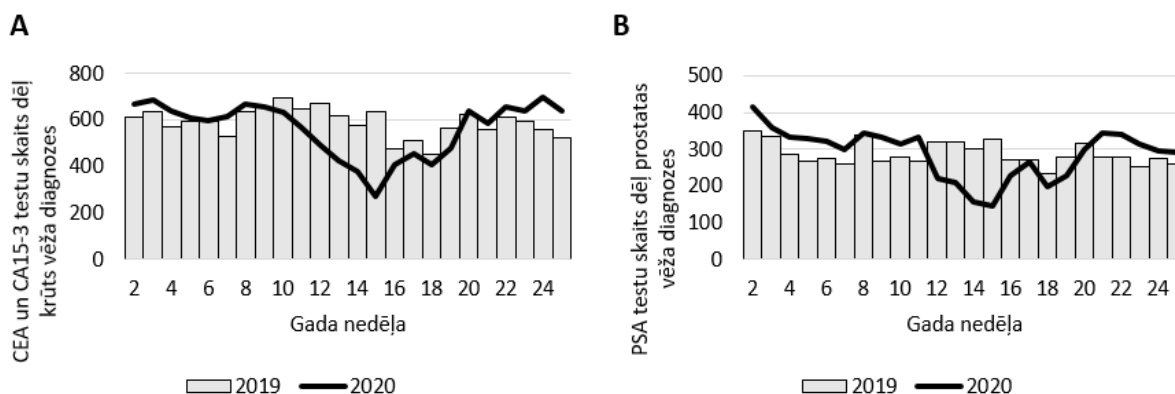 A
CEA un CA15-3 testu skaits dēļ
krūts vēža diagnozes
800
600
400
200
0
2 4 6 8 10 12 14 16 18 20 22 24
Gada nedēļa
2019 2020
B
PSA testu skaits dēļ prostatas
vēža diagnozes
500
400
300
200
100
0
2 4 6 8 10 12 14 16 18 20 22 24
Gada nedēļa
2019 2020